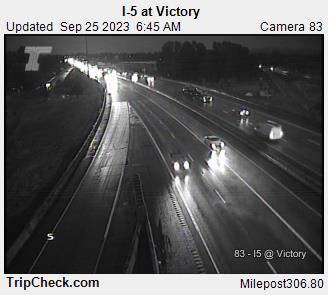 I-5 at Victory
Updated Sep 25 2023 6:45 AM Camera 83
T
S
83 - I5 @ Victory
TripCheck.com Milepost306.80